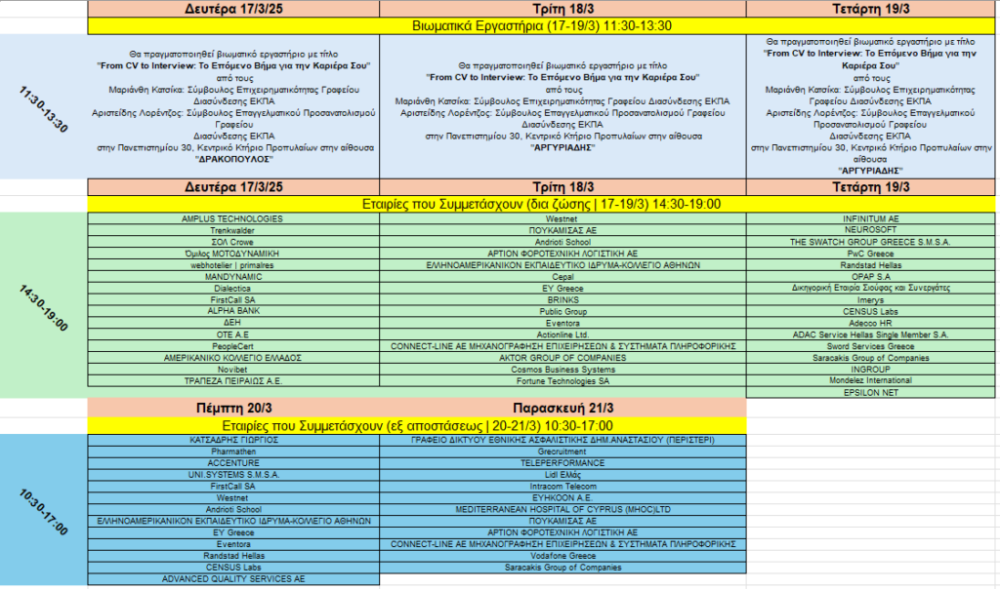 Δευτέρα 17/3/25 Τρίτη 18/3 Τετάρτη 19/3
Βιωματικά Εργαστήρια (17-19/3) 11:30-13:30
11:30-13:30
Θα πραγματοποιηθεί βιωματικό εργαστήριο με τίτλο
"From CV to Interview: Το Επόμενο Βήμα για την Καριέρα Σου"
από τους
Μαριάνθη Κατσίκα: Σύμβουλος Επιχειρηματικότητας Γραφείου
Διασύνδεσης ΕΚΠΑ
Αριστείδης Λορέντζος: Σύμβουλος Επαγγελματικού Προσανατολισμού
Γραφείου
Διασύνδεσης ΕΚΠΑ
στην Πανεπιστημίου 30, Κεντρικό Κτήριο Προπυλαίων στην αίθουσα
"ΔΡΑΚΟΠΟΥΛΟΣ"
Θα πραγματοποιηθεί βιωματικό εργαστήριο με τίτλο
"From CV to Interview: Το Επόμενο Βήμα για την Καριέρα Σου"
από τους
Μαριάνθη Κατσίκα: Σύμβουλος Επιχειρηματικότητας Γραφείου Διασύνδεσης ΕΚΠΑ
Αριστείδης Λορέντζος: Σύμβουλος Επαγγελματικού Προσανατολισμού Γραφείου
Διασύνδεσης ΕΚΠΑ
στην Πανεπιστημίου 30, Κεντρικό Κτήριο Προπυλαίων στην αίθουσα
"ΑΡΓΥΡΙΑΔΗΣ"
Θα πραγματοποιηθεί βιωματικό εργαστήριο με τίτλο
"From CV to Interview: Το Επόμενο Βήμα για την
Καριέρα Σου"
από τους
Μαριάνθη Κατσίκα: Σύμβουλος Επιχειρηματικότητας
Γραφείου Διασύνδεσης ΕΚΠΑ
Αριστείδης Λορέντζος: Σύμβουλος Επαγγελματικού
Προσανατολισμού Γραφείου
Διασύνδεσης ΕΚΠΑ
στην Πανεπιστημίου 30, Κεντρικό Κτήριο Προπυλαίων στην
αίθουσα
"ΑΡΓΥΡΙΑΔΗΣ"
Δευτέρα 17/3/25 Τρίτη 18/3 Τετάρτη 19/3
Εταιρίες που Συμμετάσχουν (δια ζώσης | 17-19/3) 14:30-19:00
14:30-19:00
AMPLUS TECHNOLOGIES Westnet INFINITUM AE
Trenkwalder ΠΟΥΚΑΜΙΣΑΣ ΑΕ NEUROSOFT
ΣΟΛ Crowe Andrioti School THE SWATCH GROUP GREECE S.M.S.A.
Όμιλος ΜΟΤΟΔΥΝΑΜΙΚΗ ΑΡΤΙΟΝ ΦΟΡΟΤΕΧΝΙΚΗ ΛΟΓΙΣΤΙΚΗ ΑΕ PwC Greece
webhotelier | primalres ΕΛΛΗΝΟΑΜΕΡΙΚΑΝΙΚΟΝ ΕΚΠΑΙΔΕΥΤΙΚΟ ΙΔΡΥΜΑ-ΚΟΛΛΕΓΙΟ ΑΘΗΝΩΝ Randstad Hellas
MANDYNAMIC Cepal OPAP S.A
Dialectica EY Greece Δικηγορική Εταιρία Σιούφας και Συνεργάτες
FirstCall SA BRINKS Imerys
ALPHA BANK Public Group CENSUS Labs
ΔΕΗ Eventora Adecco HR
ΟΤΕ Α.Ε Actionline Ltd. ADAC Service Hellas Single Member S.A.
PeopleCert CONNECT-LINE ΑΕ ΜΗΧΑΝΟΓΡΑΦΗΣΗ ΕΠΙΧΕΙΡΗΣΕΩΝ & ΣΥΣΤΗΜΑΤΑ ΠΛΗΡΟΦΟΡΙΚΗΣ Sword Services Greece
ΑΜΕΡΙΚΑΝΙΚΟ ΚΟΛΛΕΓΙΟ ΕΛΛΑΔΟΣ AKTOR GROUP OF COMPANIES Saracakis Group of Companies
Novibet Cosmos Business Systems INGROUP
ΤΡΑΠΕΖΑ ΠΕΙΡΑΙΩΣ Α.Ε. Fortune Technologies SA Mondelez International
EPSILON NET
Πέμπτη 20/3 Παρασκευή 21/3
Εταιρίες που Συμμετάσχουν (εξ αποστάσεως | 20-21/3) 10:30-17:00
10:30-17:00
ΚΑΤΣΑΔΡΗΣ ΓΙΩΡΓΙΟΣ ΓΡΑΦΕΙΟ ΔΙΚΤΥΟΥ ΕΘΝΙΚΗΣ ΑΣΦΑΛΙΣΤΙΚΗΣ ΔΗΜ.ΑΝΑΣΤΑΣΙΟΥ (ΠΕΡΙΣΤΕΡΙ)
Pharmathen Grecruitment
ACCENTURE TELEPERFORMANCE
UNI.SYSTEMS S.M.S.A. Lidl Ελλάς
FirstCall SA Intracom Telecom
Westnet ΕΥΗΚΟΟΝ Α.Ε.
Andrioti School MEDITERRANEAN HOSPITAL OF CYPRUS (MHOC)LTD
ΕΛΛΗΝΟΑΜΕΡΙΚΑΝΙΚΟΝ ΕΚΠΑΙΔΕΥΤΙΚΟ ΙΔΡΥΜΑ-ΚΟΛΛΕΓΙΟ ΑΘΗΝΩΝ ΠΟΥΚΑΜΙΣΑΣ ΑΕ
EY Greece ΑΡΤΙΟΝ ΦΟΡΟΤΕΧΝΙΚΗ ΛΟΓΙΣΤΙΚΗ ΑΕ
Eventora CONNECT-LINE ΑΕ ΜΗΧΑΝΟΓΡΑΦΗΣΗ ΕΠΙΧΕΙΡΗΣΕΩΝ & ΣΥΣΤΗΜΑΤΑ ΠΛΗΡΟΦΟΡΙΚΗΣ
Randstad Hellas Vodafone Greece
CENSUS Labs Saracakis Group of Companies
ADVANCED QUALITY SERVICES AE